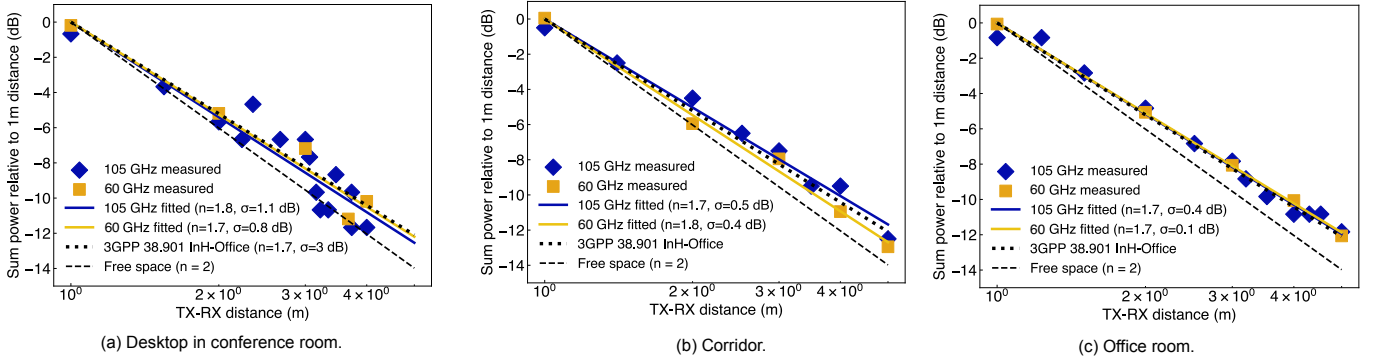 Sum power relative to 1m distance (dB)
0
−2
−4
−6
−8
−10
−12
−14
105 GHz measured
60 GHz measured
105 GHz fitted (n=1.8, σ=1.1 dB)
60 GHz fitted (n=1.7, σ=0.8 dB)
3GPP 38.901 InH-Office (n=1.7, σ=3 dB)
Free space (n = 2)
10⁰ 2 × 10⁰ 3 × 10⁰ 4 × 10⁰
TX-RX distance (m)
(a) Desktop in conference room.
Sum power relative to 1m distance (dB)
0
−2
−4
−6
−8
−10
−12
−14
105 GHz measured
60 GHz measured
105 GHz fitted (n=1.7, σ=0.5 dB)
60 GHz fitted (n=1.8, σ=0.4 dB)
3GPP 38.901 InH-Office
Free space (n = 2)
10⁰ 2 × 10⁰ 3 × 10⁰ 4 × 10⁰
TX-RX distance (m)
(b) Corridor.
Sum power relative to 1m distance (dB)
0
−2
−4
−6
−8
−10
−12
−14
105 GHz measured
60 GHz measured
105 GHz fitted (n=1.7, σ=0.4 dB)
60 GHz fitted (n=1.7, σ=0.1 dB)
3GPP 38.901 InH-Office
Free space (n = 2)
10⁰ 2 × 10⁰ 3 × 10⁰ 4 × 10⁰
TX-RX distance (m)
(c) Office room.